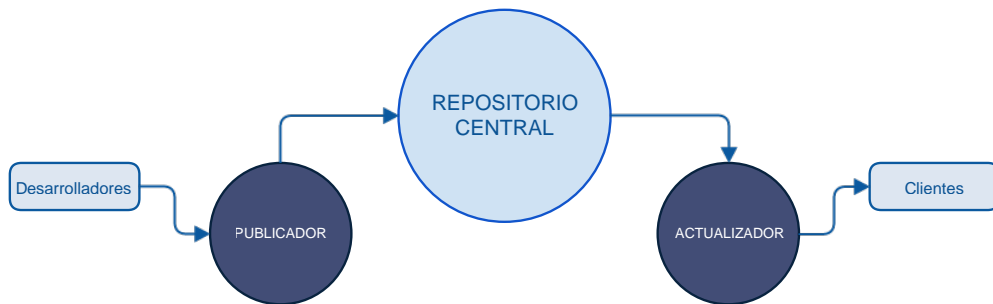 REPOSITORIO
CENTRAL
Desarrolladores
PUBLICADOR
ACTUALIZADOR
Clientes